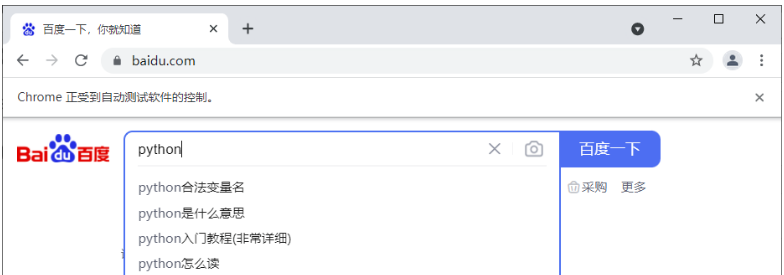 百度一下，你就知道
baidu.com
Chrome 正受到自动测试软件的控制。
Bai du 百度
python
百度一下
python合法变量名
采购 更多
python是什么意思
python入门教程(非常详细)
python怎么读